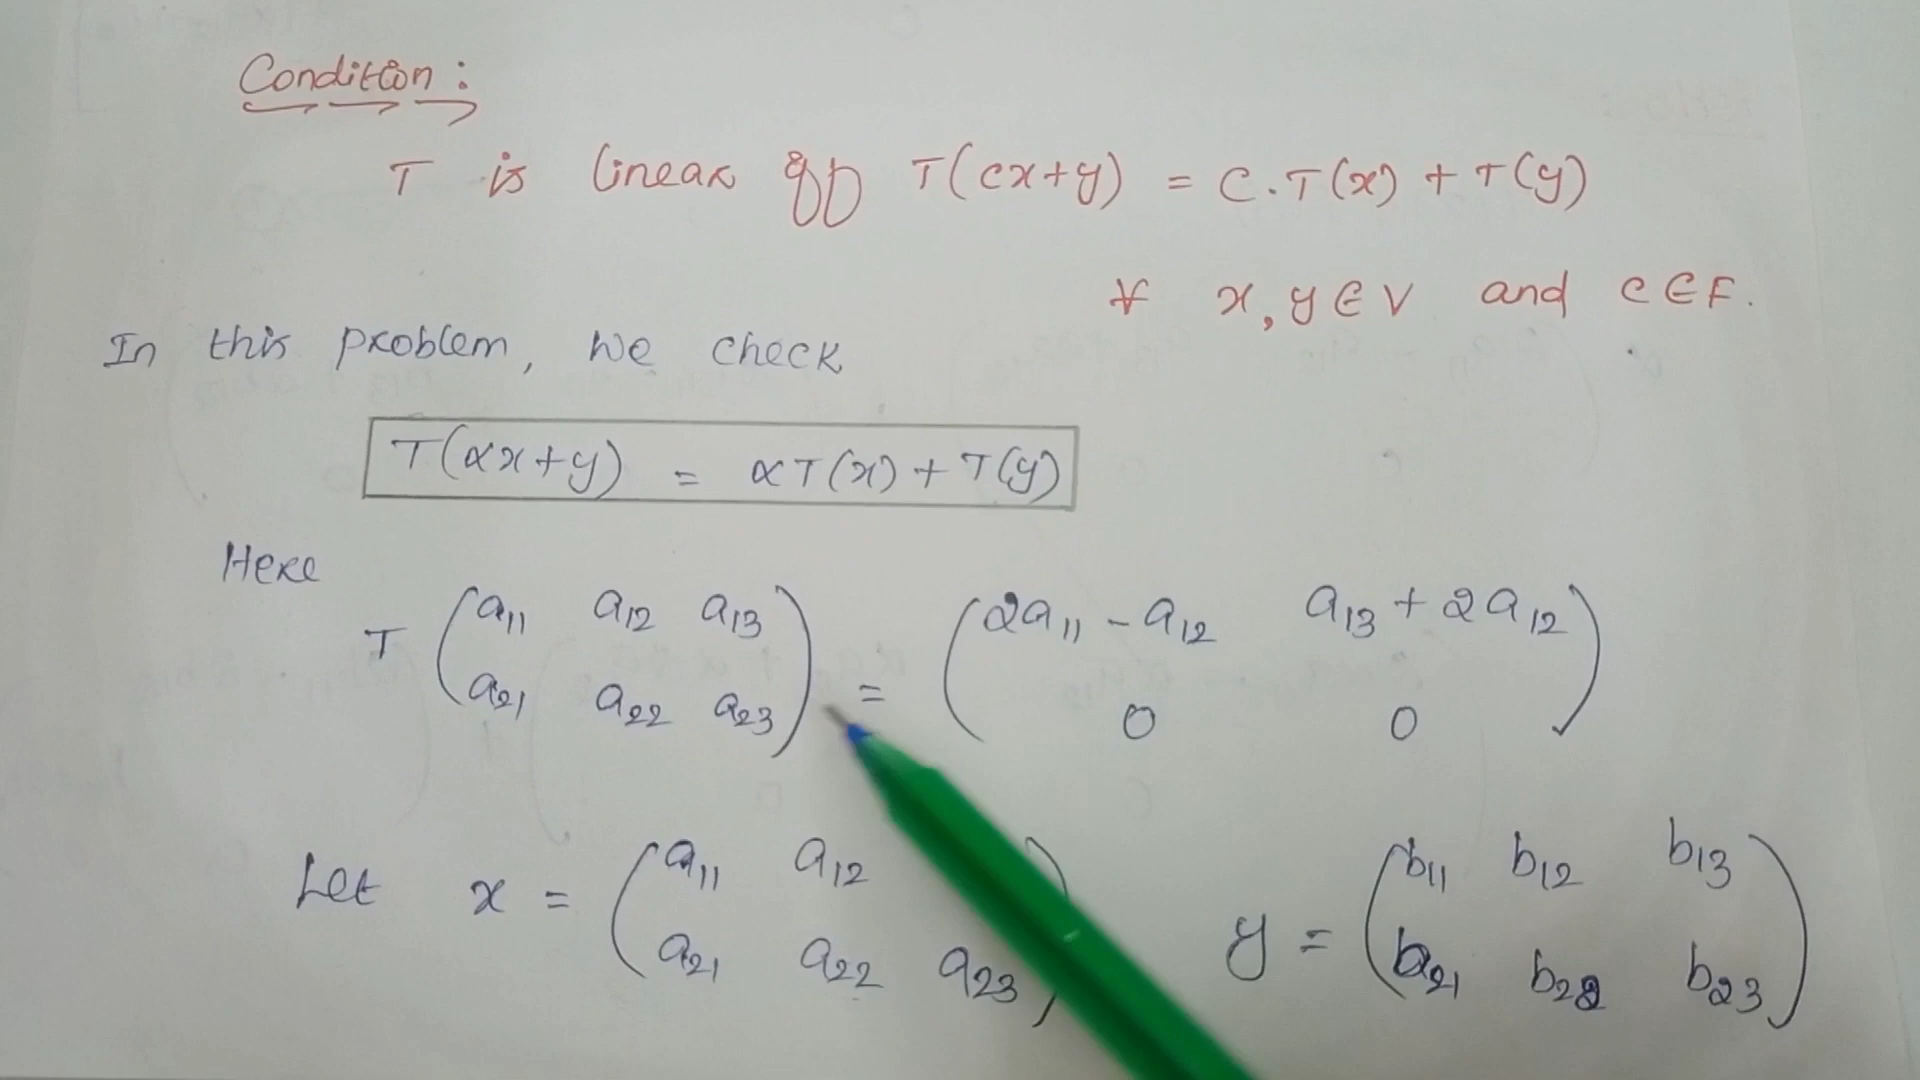 Condition:
T is linear iff T(cx+y) = c.T(x) + T(y)
∀ x, y ∈ V and c ∈ F.
In this problem, we check
T(αx+y) = αT(x) + T(y)
Here
T ( a11 a12 a13 ) = ( 2a11 - a12 a13 + 2a12 )
( a21 a22 a23 ) ( 0 0 )
Let x = ( a11 a12 ) y = ( b11 b12 b13 )
( a21 a22 a23 ) ( b21 b22 b23 )